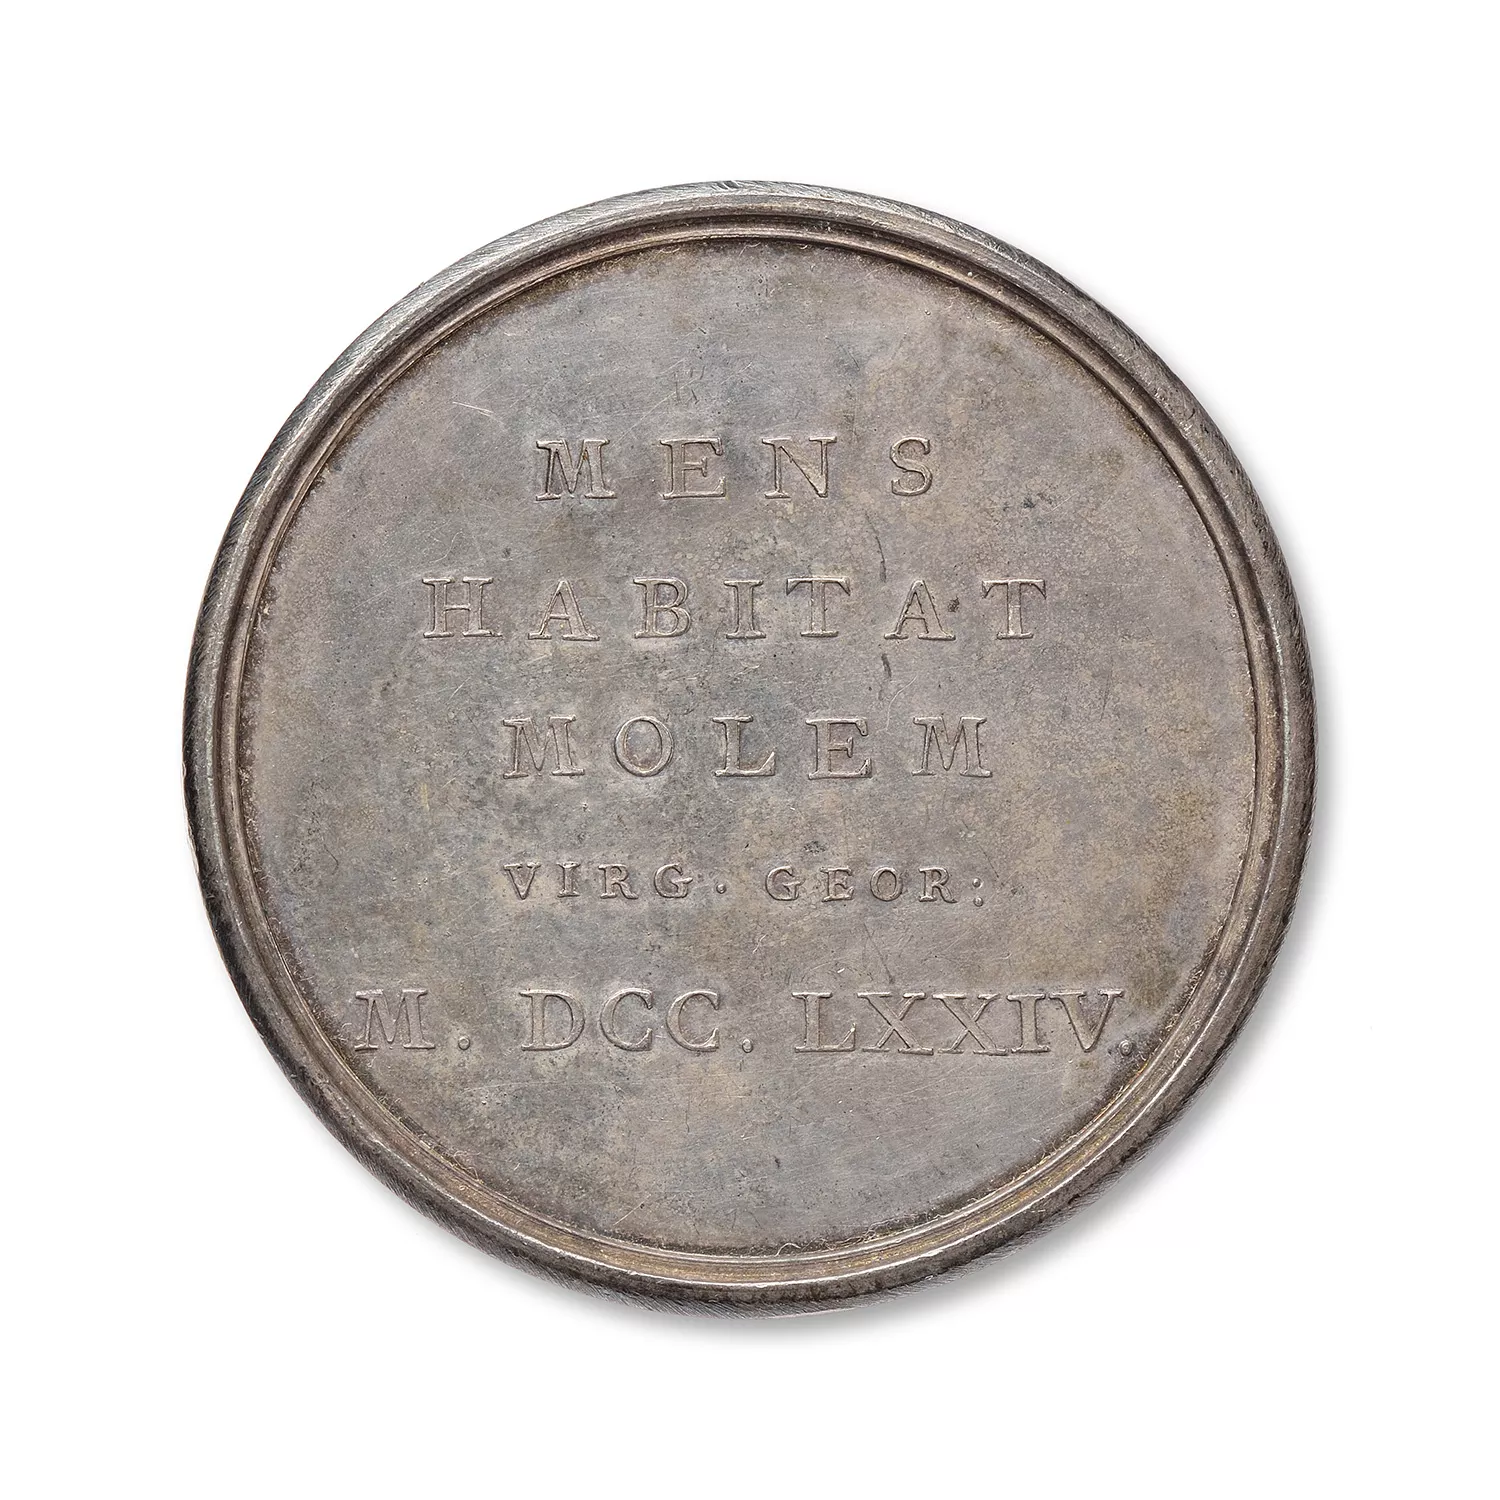 MENS
HABITAT
MOLEM
VIRG. GEOR:
M. DCC. LXXIV.